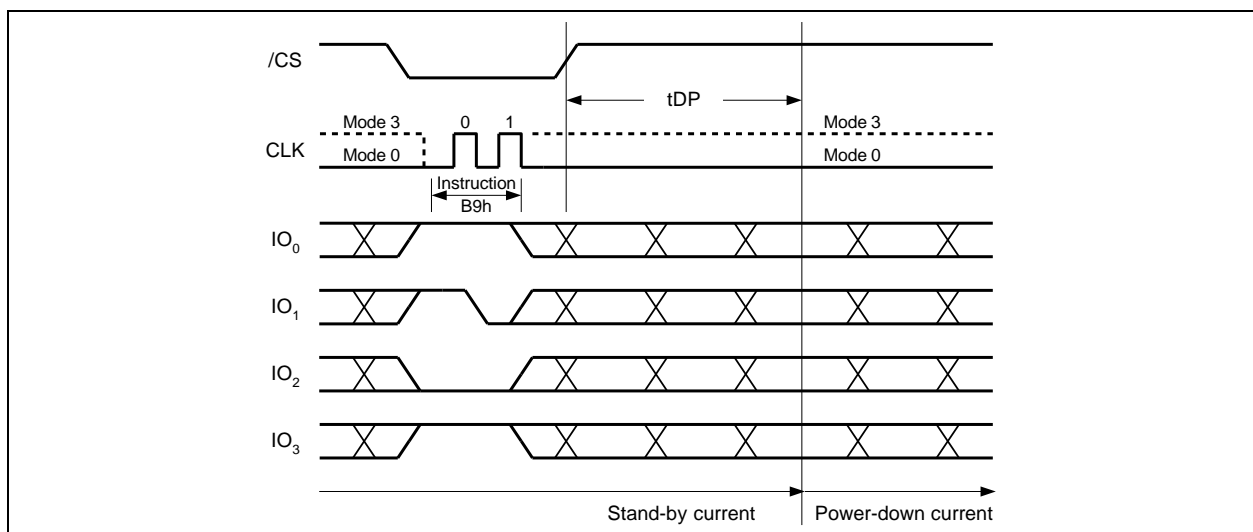 /CS
tDP
Mode 3 0 1 Mode 3
CLK
Mode 0 Mode 0
Instruction
B9h
IO0
IO1
IO2
IO3
Stand-by current Power-down current